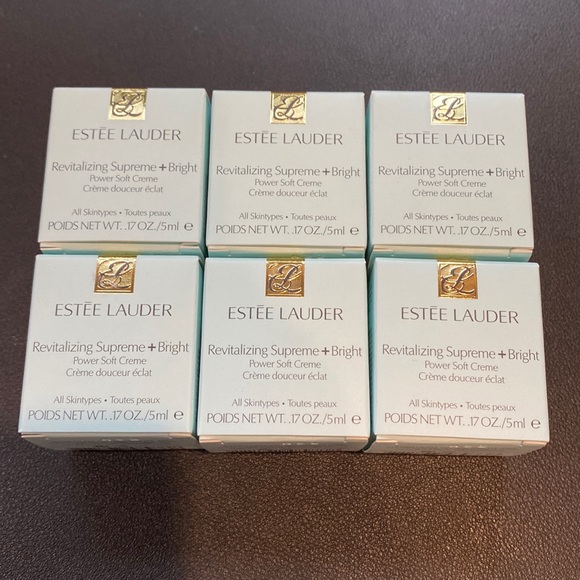 ESTĒE LAUDER
Revitalizing Supreme + Bright
Power Soft Creme
Crème douceur éclat
All Skintypes • Toutes peaux
POIDS NET WT. .17 OZ./5ml e
ESTĒE LAUDER
Revitalizing Supreme + Bright
Power Soft Creme
Crème douceur éclat
All Skintypes • Toutes peaux
POIDS NET WT. .17 OZ./5ml e
ESTĒE LAUDER
Revitalizing Supreme + Bright
Power Soft Creme
Crème douceur éclat
All Skintypes • Toutes peaux
POIDS NET WT. .17 OZ./5ml e
ESTĒE LAUDER
Revitalizing Supreme + Bright
Power Soft Creme
Crème douceur éclat
All Skintypes • Toutes peaux
POIDS NET WT. .17 OZ./5ml e
ESTĒE LAUDER
Revitalizing Supreme + Bright
Power Soft Creme
Crème douceur éclat
All Skintypes • Toutes peaux
POIDS NET WT. .17 OZ./5ml e
ESTĒE LAUDER
Revitalizing Supreme + Bright
Power Soft Creme
Crème douceur éclat
All Skintypes • Toutes peaux
POIDS NET WT. .17 OZ./5ml e